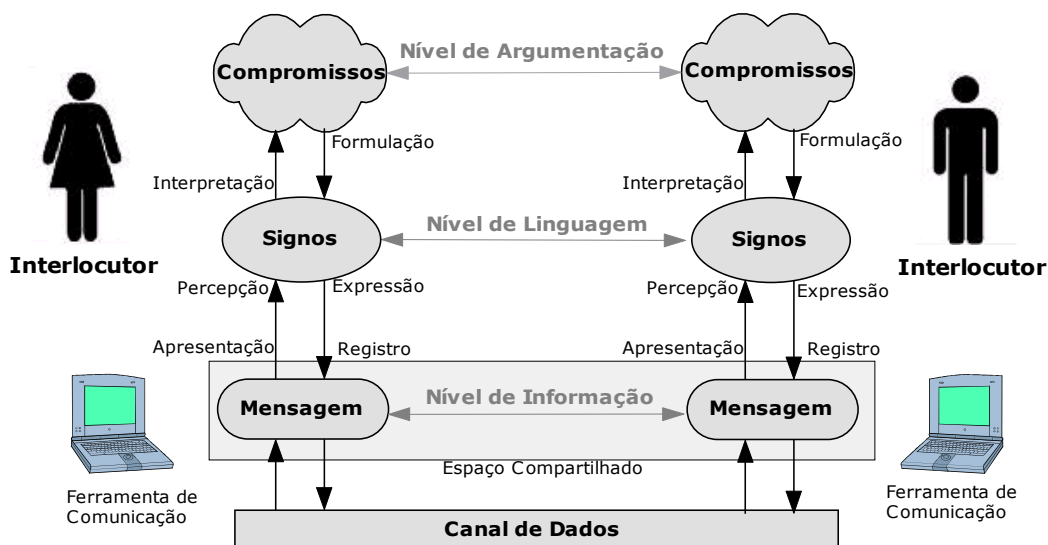 Nível de Argumentação
Compromissos
Compromissos
Formulação
Formulação
Interpretação
Interpretação
Nível de Linguagem
Signos
Signos
Interlocutor
Interlocutor
Percepção
Expressão
Percepção
Expressão
Apresentação
Registro
Apresentação
Registro
Mensagem
Nível de Informação
Mensagem
Espaço Compartilhado
Ferramenta de
Comunicação
Ferramenta de
Comunicação
Canal de Dados